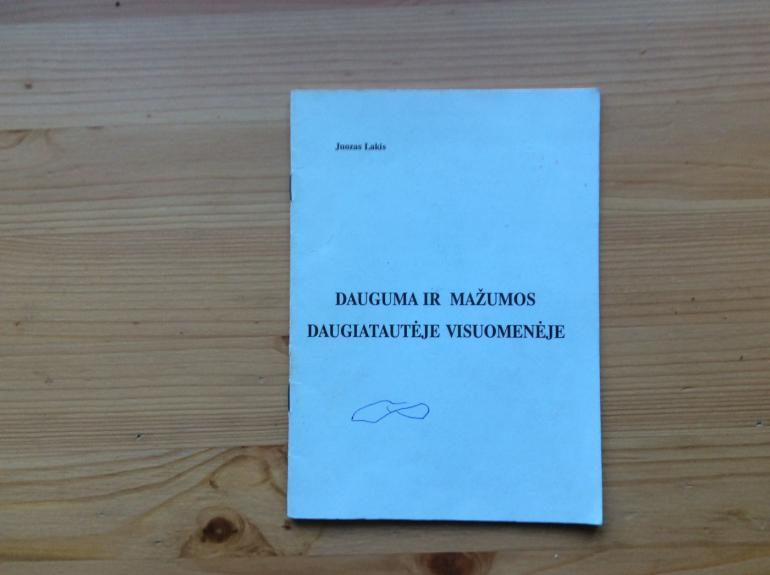 Juozas Lakis
DAUGUMA IR MAŽUMOS
DAUGIATAUTĖJE VISUOMENĖJE